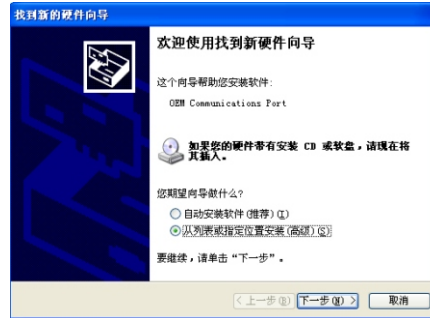 找到新的硬件向导
欢迎使用找到新硬件向导
这个向导帮助您安装软件:
OEM Communications Port
如果您的硬件带有安装 CD 或软盘，请现在将
其插入。
您期望向导做什么?
自动安装软件(推荐)(I)
从列表或指定位置安装(高级)(S)
要继续，请单击“下一步”。
< 上一步(B) 下一步(N) > 取消